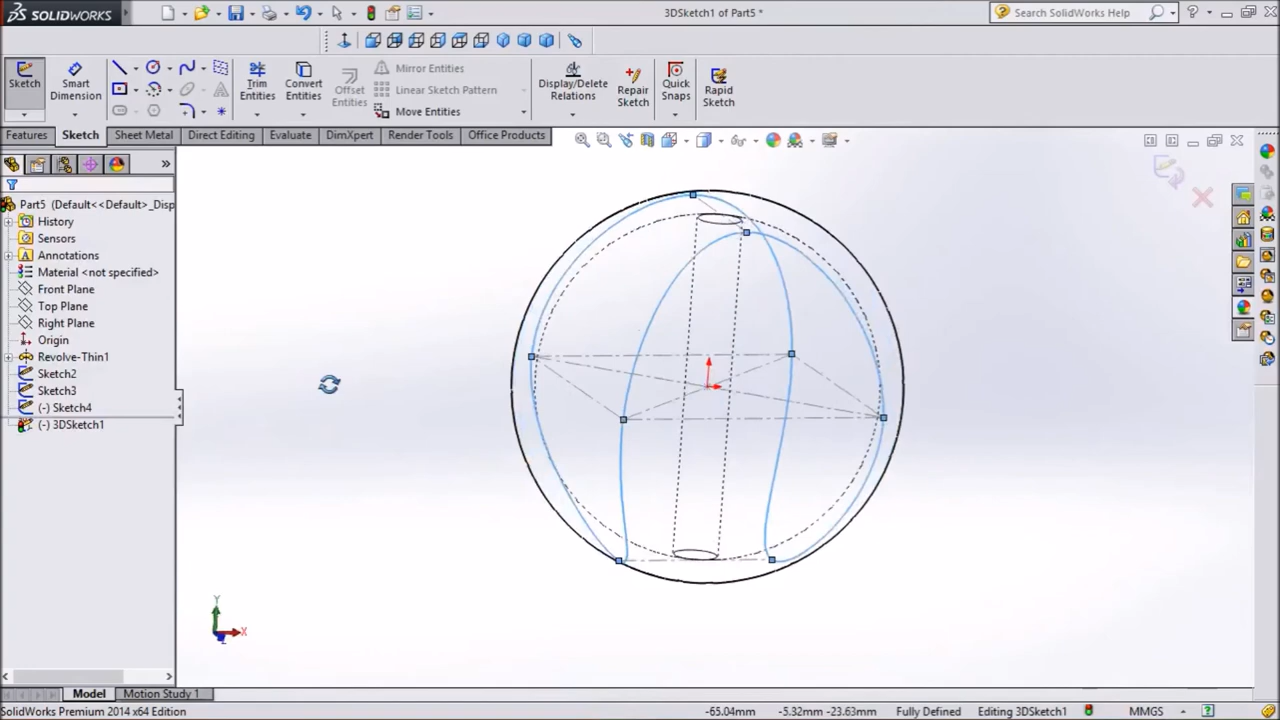 SOLIDWORKS
3DSketch1 of Part5 *
Search SolidWorks Help
Sketch
Smart Dimension
Trim Entities
Convert Entities
Offset Entities
Mirror Entities
Linear Sketch Pattern
Move Entities
Display/Delete Relations
Repair Sketch
Quick Snaps
Rapid Sketch
Features
Sketch
Sheet Metal
Direct Editing
Evaluate
DimXpert
Render Tools
Office Products
Part5 (Default<<Default>_Disp
History
Sensors
Annotations
Material <not specified>
Front Plane
Top Plane
Right Plane
Origin
Revolve-Thin1
Sketch2
Sketch3
(-) Sketch4
(-) 3DSketch1
Y
X
Z
Model
Motion Study 1
SolidWorks Premium 2014 x64 Edition
-65.04mm
-5.32mm -23.63mm
Fully Defined
Editing 3DSketch1
MMGS